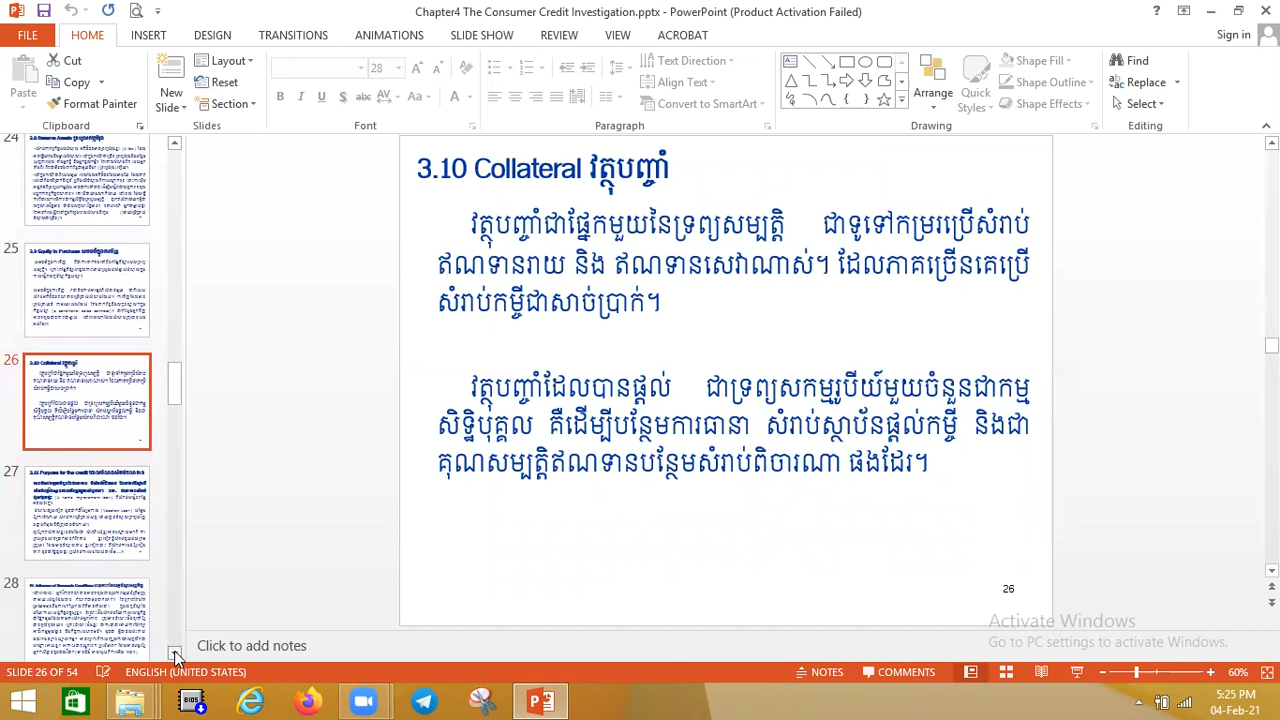 Chapter4 The Consumer Credit Investigation.pptx - PowerPoint (Product Activation Failed)
FILE HOME INSERT DESIGN TRANSITIONS ANIMATIONS SLIDE SHOW REVIEW VIEW ACROBAT Sign in
Paste Cut Copy Format Painter
New Slide Layout Reset Section
28
Text Direction Align Text Convert to SmartArt
Arrange Quick Styles Shape Fill Shape Outline Shape Effects
Find Replace Select
Clipboard Slides Font Paragraph Drawing Editing
24
25
26
27
28
3.10 Collateral វត្ថុបញ្ចាំ
វត្ថុបញ្ចាំជាផ្នែកមួយនៃទ្រព្យសម្បត្តិ ជាទូទៅកម្ររប្រើសំរាប់
ឥណទានរាយ និង ឥណទានសេវាណាស់។ ដែលភាគច្រើនគេប្រើ
សំរាប់កម្ចីជាសាច់ប្រាក់។
វត្ថុបញ្ចាំដែលបានផ្តល់ ជាទ្រព្យសកម្មរូបីយ៍មួយចំនួនជាកម្ម
សិទ្ឋិបុគ្គល គឺដើម្បីបន្ថែមការធានា សំរាប់ស្ថាប័នផ្តល់កម្ចី និងជា
គុណសម្បត្តិឥណទានបន្ថែមសំរាប់ពិចារណា ផងដែរ។
26
Activate Windows
Go to PC settings to activate Windows.
Click to add notes
SLIDE 26 OF 54 ENGLISH (UNITED STATES) NOTES COMMENTS 60%
BIOS
5:25 PM
04-Feb-21